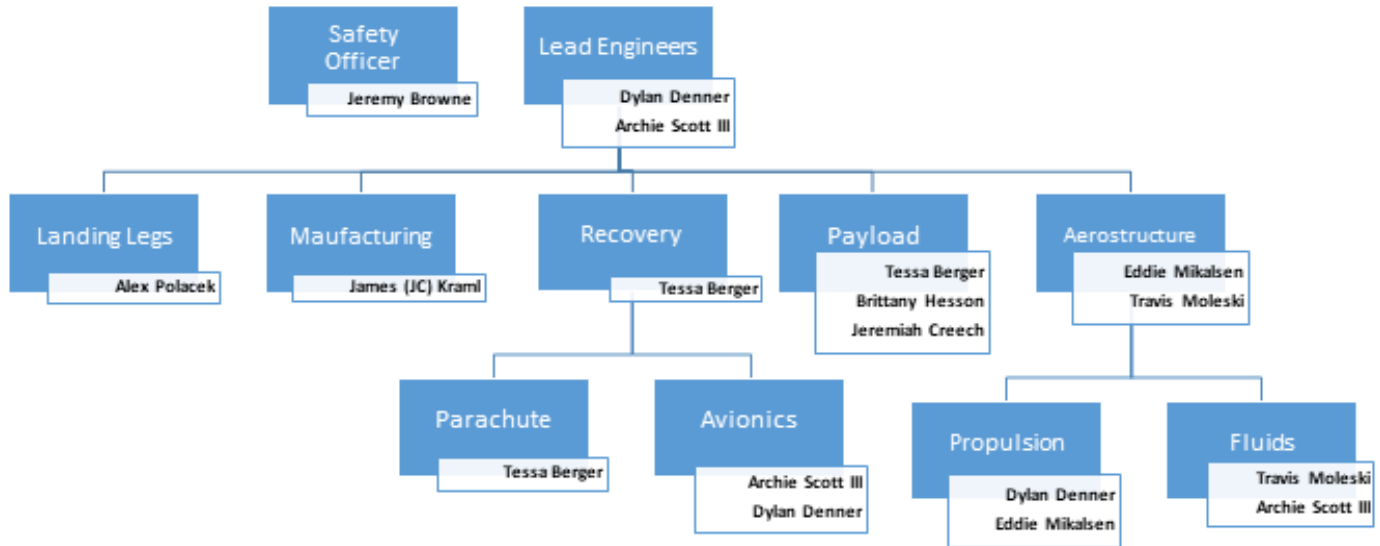 Safety
Officer
Jeremy Browne
Lead Engineers
Dylan Denner
Archie Scott III
Landing Legs
Alex Polacek
Maufacturing
James (JC) Kraml
Recovery
Tessa Berger
Payload
Tessa Berger
Brittany Hesson
Jeremiah Creech
Aerostructure
Eddie Mikalsen
Travis Moleski
Parachute
Tessa Berger
Avionics
Archie Scott III
Dylan Denner
Propulsion
Dylan Denner
Eddie Mikalsen
Fluids
Travis Moleski
Archie Scott III